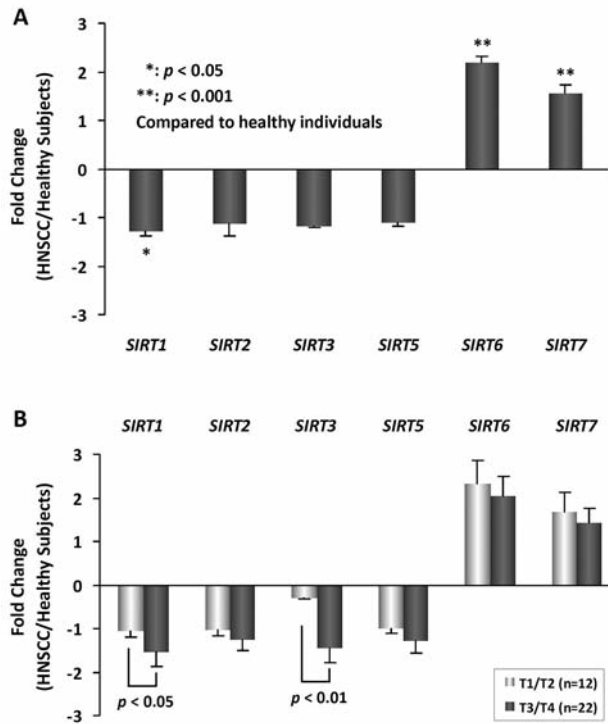 A
3
2
1
0
-1
-2
-3
Fold Change
(HNSCC/Healthy Subjects)
*: p < 0.05
**: p < 0.001
Compared to healthy individuals
*
**
**
SIRT1 SIRT2 SIRT3 SIRT5 SIRT6 SIRT7
B
SIRT1 SIRT2 SIRT3 SIRT5 SIRT6 SIRT7
3
2
1
0
-1
-2
-3
Fold Change
(HNSCC/Healthy Subjects)
p < 0.05
p < 0.01
T1/T2 (n=12)
T3/T4 (n=22)